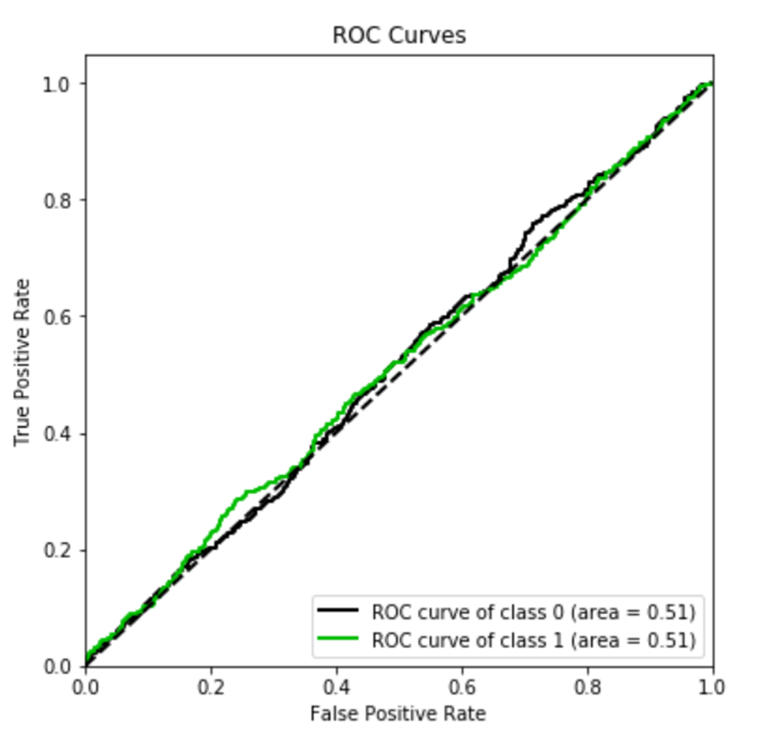 ROC Curves
1.0
0.8
0.6
0.4
0.2
0.0
True Positive Rate
ROC curve of class 0 (area = 0.51)
ROC curve of class 1 (area = 0.51)
0.0 0.2 0.4 0.6 0.8 1.0
False Positive Rate